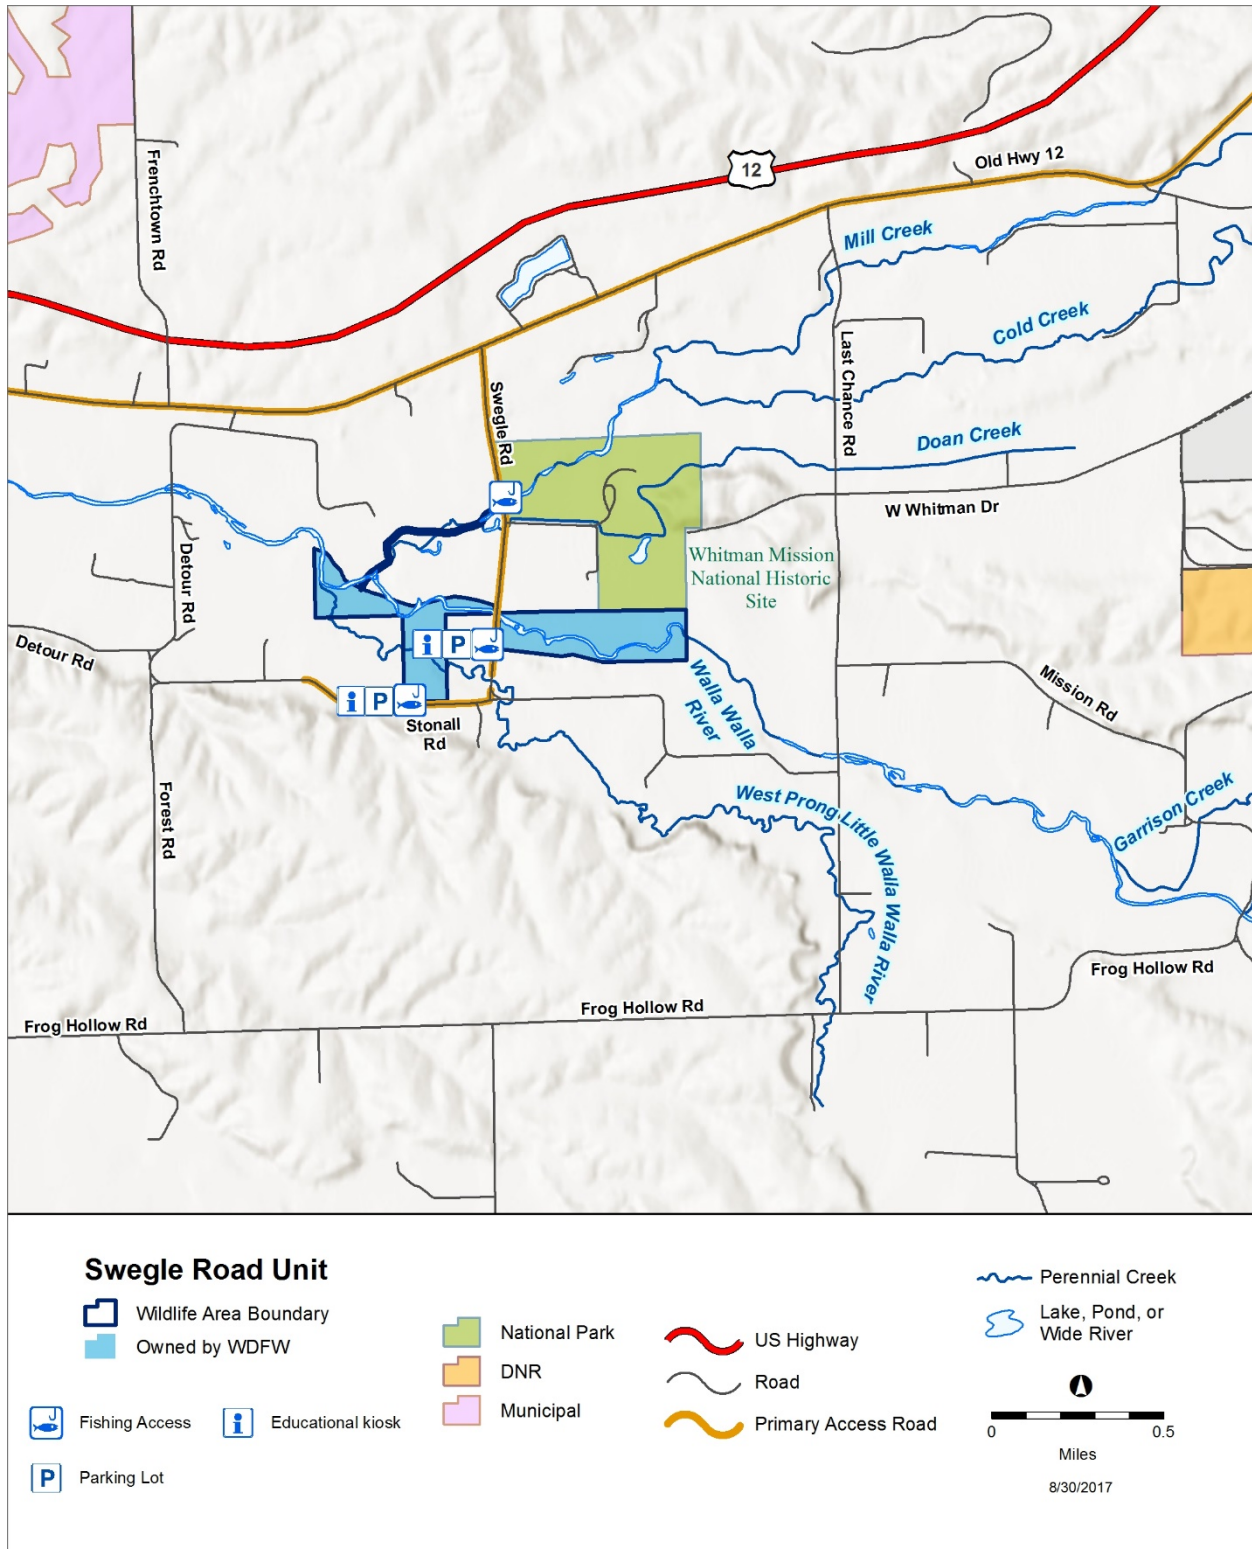 12
Old Hwy 12
Frenchtown Rd
Mill Creek
Cold Creek
Last Chance Rd
Swegle Rd
Doan Creek
W Whitman Dr
Whitman Mission
National Historic
Site
Detour Rd
Detour Rd
i
P
i
P
Stonall
Rd
Walla Walla
River
Mission Rd
West Prong Little Walla Walla River
Garrison Creek
Forest Rd
Frog Hollow Rd
Frog Hollow Rd
Frog Hollow Rd
Swegle Road Unit
Wildlife Area Boundary
Owned by WDFW
Fishing Access
i
Educational kiosk
P
Parking Lot
National Park
DNR
Municipal
US Highway
Road
Primary Access Road
Perennial Creek
Lake, Pond, or
Wide River
0
0.5
Miles
8/30/2017